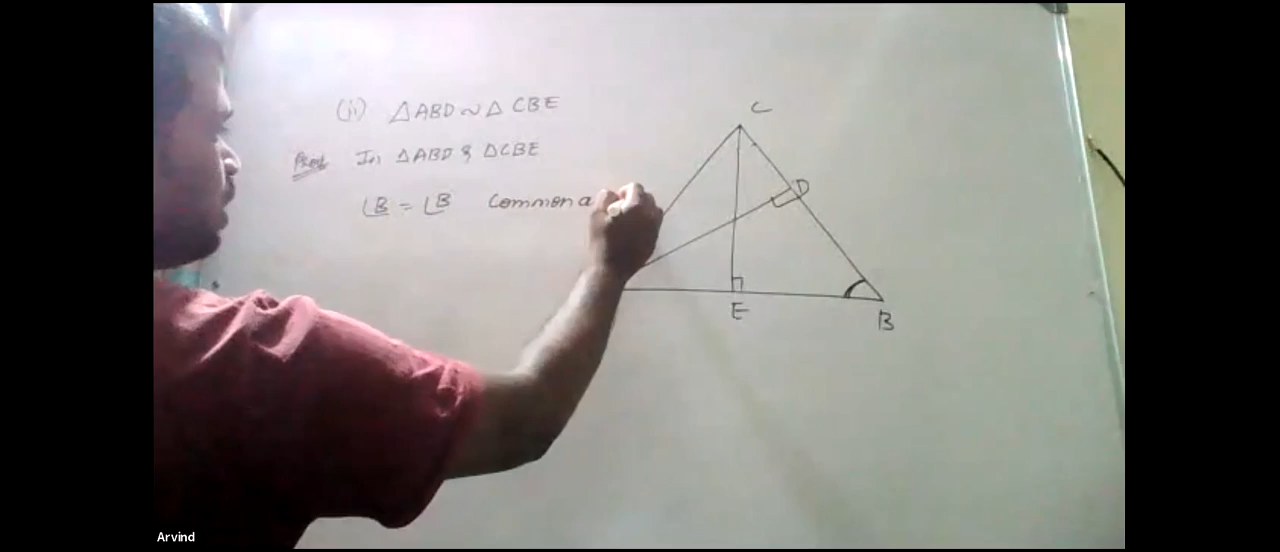 (ii) △ABD ~ △CBE
Proof In △ABD & △CBE
∠B = ∠B Common a
C
D
E
B
Arvind